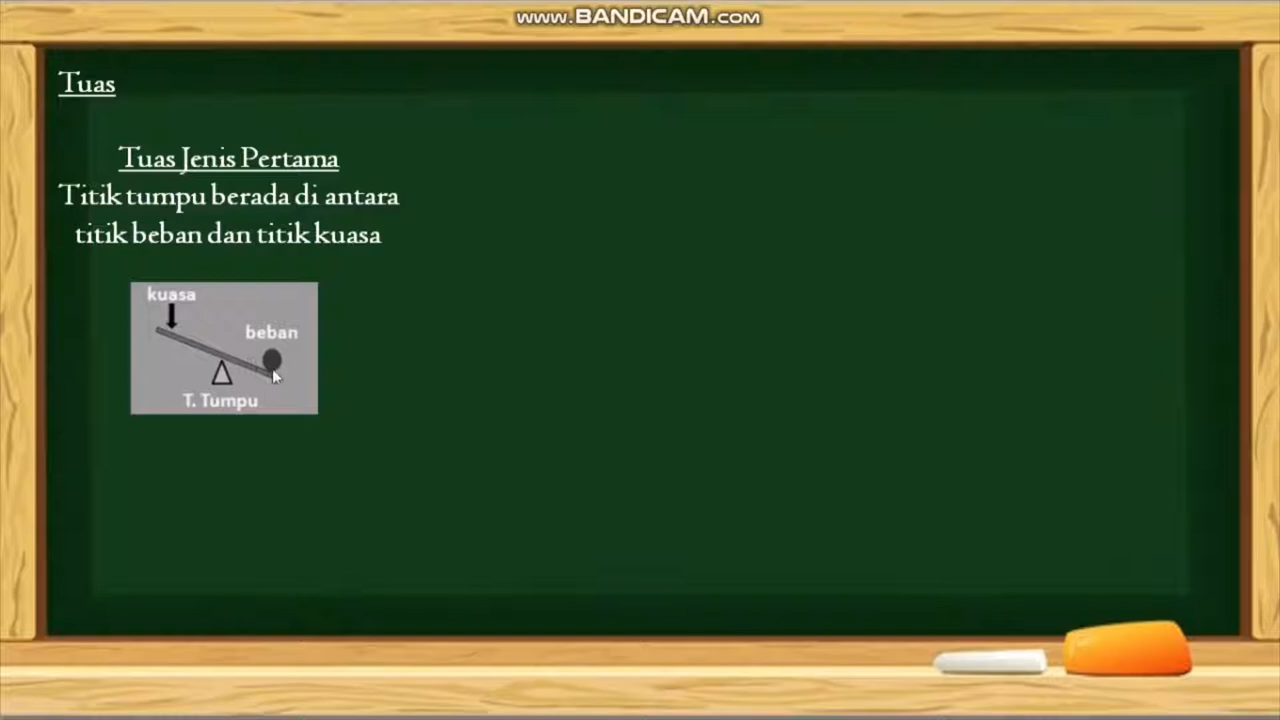 www.BANDICAM.com
Tuas
Tuas Jenis Pertama
Titik tumpu berada di antara
titik beban dan titik kuasa
kuasa
beban
T. Tumpu